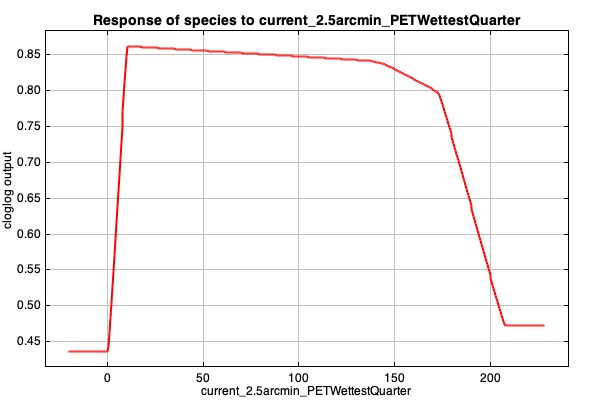 Response of species to current_2.5arcmin_PETWettestQuarter
cloglog output
0.85
0.80
0.75
0.70
0.65
0.60
0.55
0.50
0.45
0 50 100 150 200
current_2.5arcmin_PETWettestQuarter